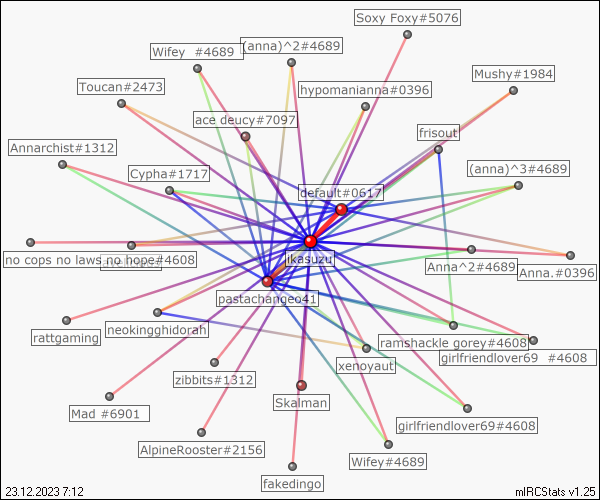 Soxy Foxy#5076
Wifey #4689
(anna)^2#4689
Mushy#1984
Toucan#2473
hypomanianna#0396
ace deucy#7097
frisout
Annarchist#1312
Cypha#1717
(anna)^3#4689
default#0617
no cops no laws no hope#4608
ikasuzu
Anna^2#4689
Anna.#0396
pastachangeo41
rattgaming
neokingghidorah
ramshackle gorey#4608
girlfriendlover69 #4608
xenoyaut
zibbits#1312
Mad #6901
Skalman
girlfriendlover69#4608
AlpineRooster#2156
Wifey#4689
fakedingo
23.12.2023 7:12
mIRCStats v1.25